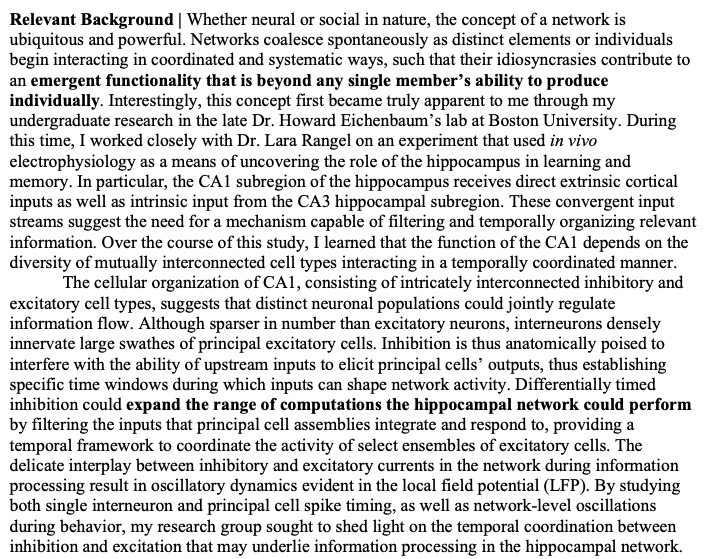 Relevant Background | Whether neural or social in nature, the concept of a network is
ubiquitous and powerful. Networks coalesce spontaneously as distinct elements or individuals
begin interacting in coordinated and systematic ways, such that their idiosyncrasies contribute to
an emergent functionality that is beyond any single member's ability to produce
individually. Interestingly, this concept first became truly apparent to me through my
undergraduate research in the late Dr. Howard Eichenbaum's lab at Boston University. During
this time, I worked closely with Dr. Lara Rangel on an experiment that used in vivo
electrophysiology as a means of uncovering the role of the hippocampus in learning and
memory. In particular, the CA1 subregion of the hippocampus receives direct extrinsic cortical
inputs as well as intrinsic input from the CA3 hippocampal subregion. These convergent input
streams suggest the need for a mechanism capable of filtering and temporally organizing relevant
information. Over the course of this study, I learned that the function of the CA1 depends on the
diversity of mutually interconnected cell types interacting in a temporally coordinated manner.
The cellular organization of CA1, consisting of intricately interconnected inhibitory and
excitatory cell types, suggests that distinct neuronal populations could jointly regulate
information flow. Although sparser in number than excitatory neurons, interneurons densely
innervate large swathes of principal excitatory cells. Inhibition is thus anatomically poised to
interfere with the ability of upstream inputs to elicit principal cells' outputs, thus establishing
specific time windows during which inputs can shape network activity. Differentially timed
inhibition could expand the range of computations the hippocampal network could perform
by filtering the inputs that principal cell assemblies integrate and respond to, providing a
temporal framework to coordinate the activity of select ensembles of excitatory cells. The
delicate interplay between inhibitory and excitatory currents in the network during information
processing result in oscillatory dynamics evident in the local field potential (LFP). By studying
both single interneuron and principal cell spike timing, as well as network-level oscillations
during behavior, my research group sought to shed light on the temporal coordination between
inhibition and excitation that may underlie information processing in the hippocampal network.